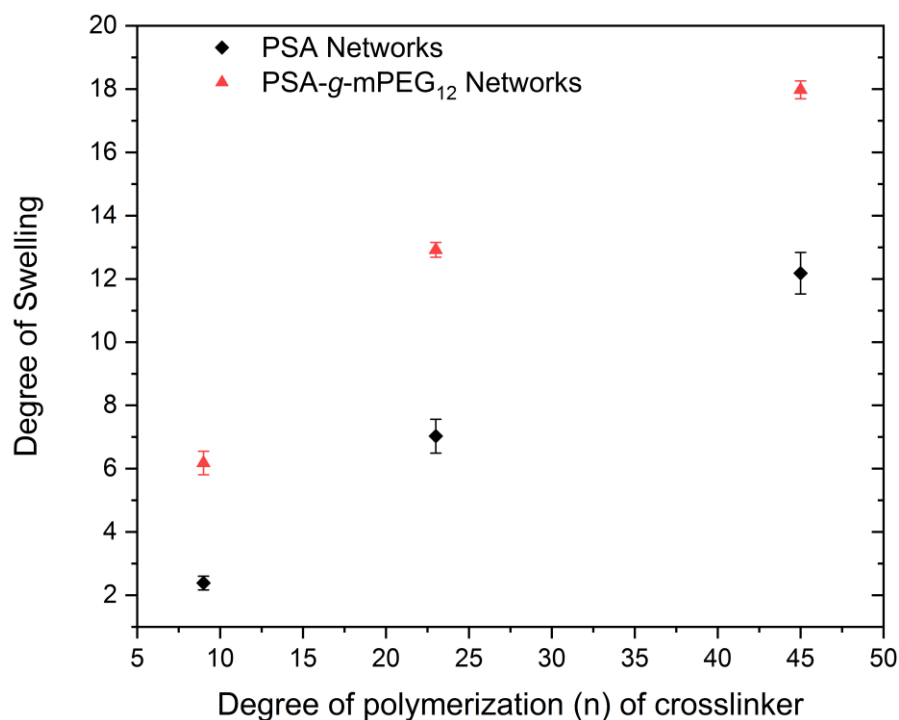 20
18
16
14
12
10
8
6
4
2
PSA Networks
PSA-g-mPEG₁₂ Networks
Degree of Swelling
5 10 15 20 25 30 35 40 45 50
Degree of polymerization (n) of crosslinker